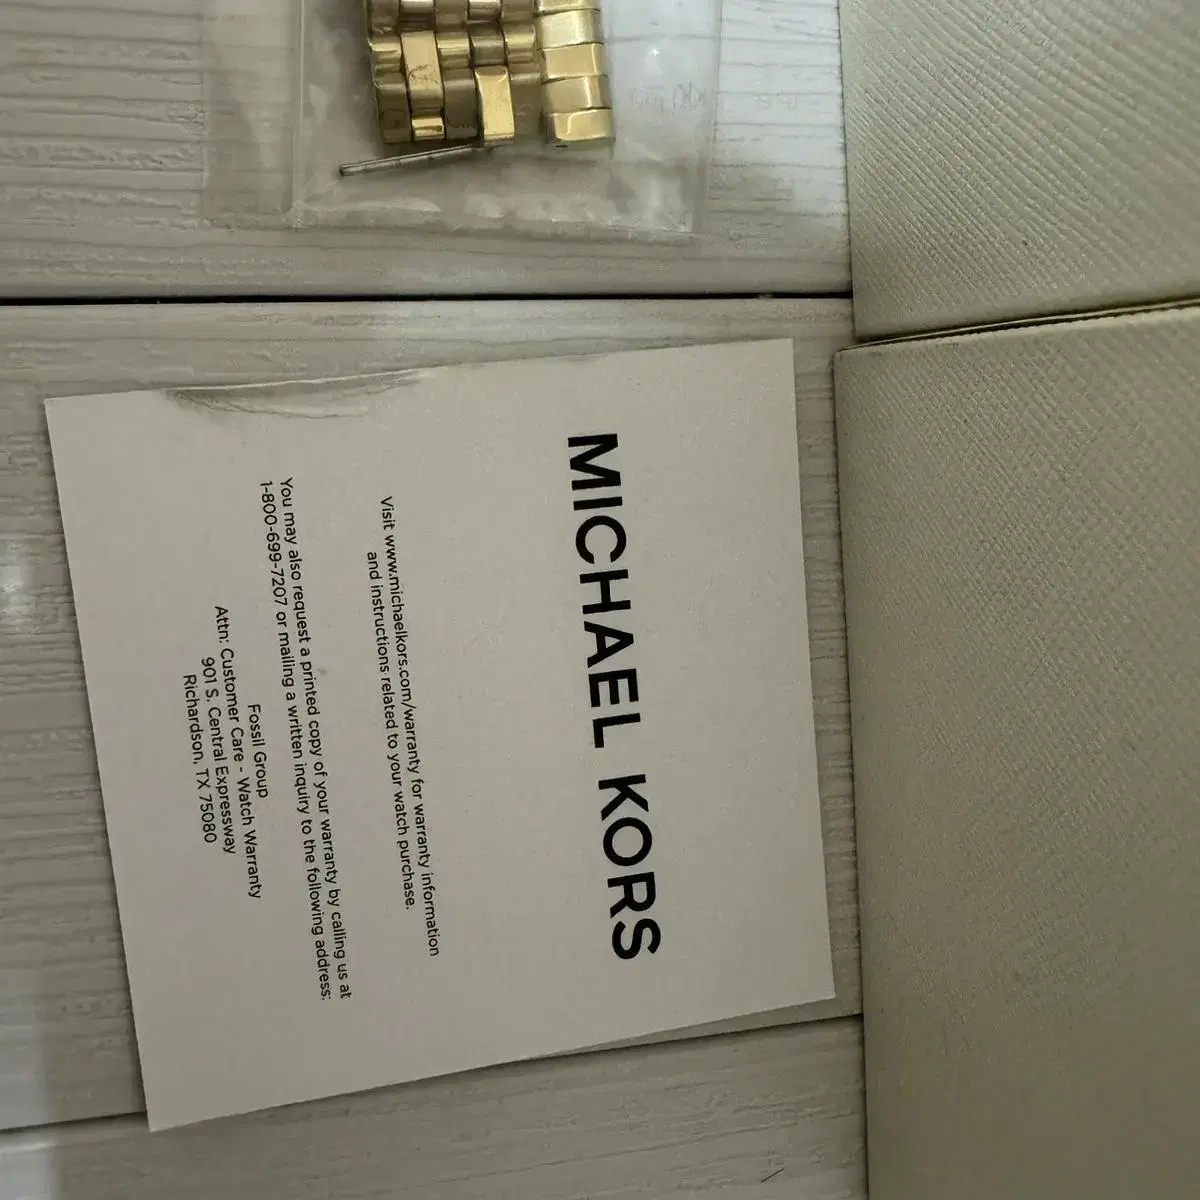 MICHAEL KORS
Visit www.michaelkors.com/warranty for warranty information
and instructions related to your watch purchase.
You may also request a printed copy of your warranty by calling us at
1-800-699-7207 or mailing a written inquiry to the following address:
Fossil Group
Attn: Customer Care - Watch Warranty
901 S. Central Expressway
Richardson, TX 75080